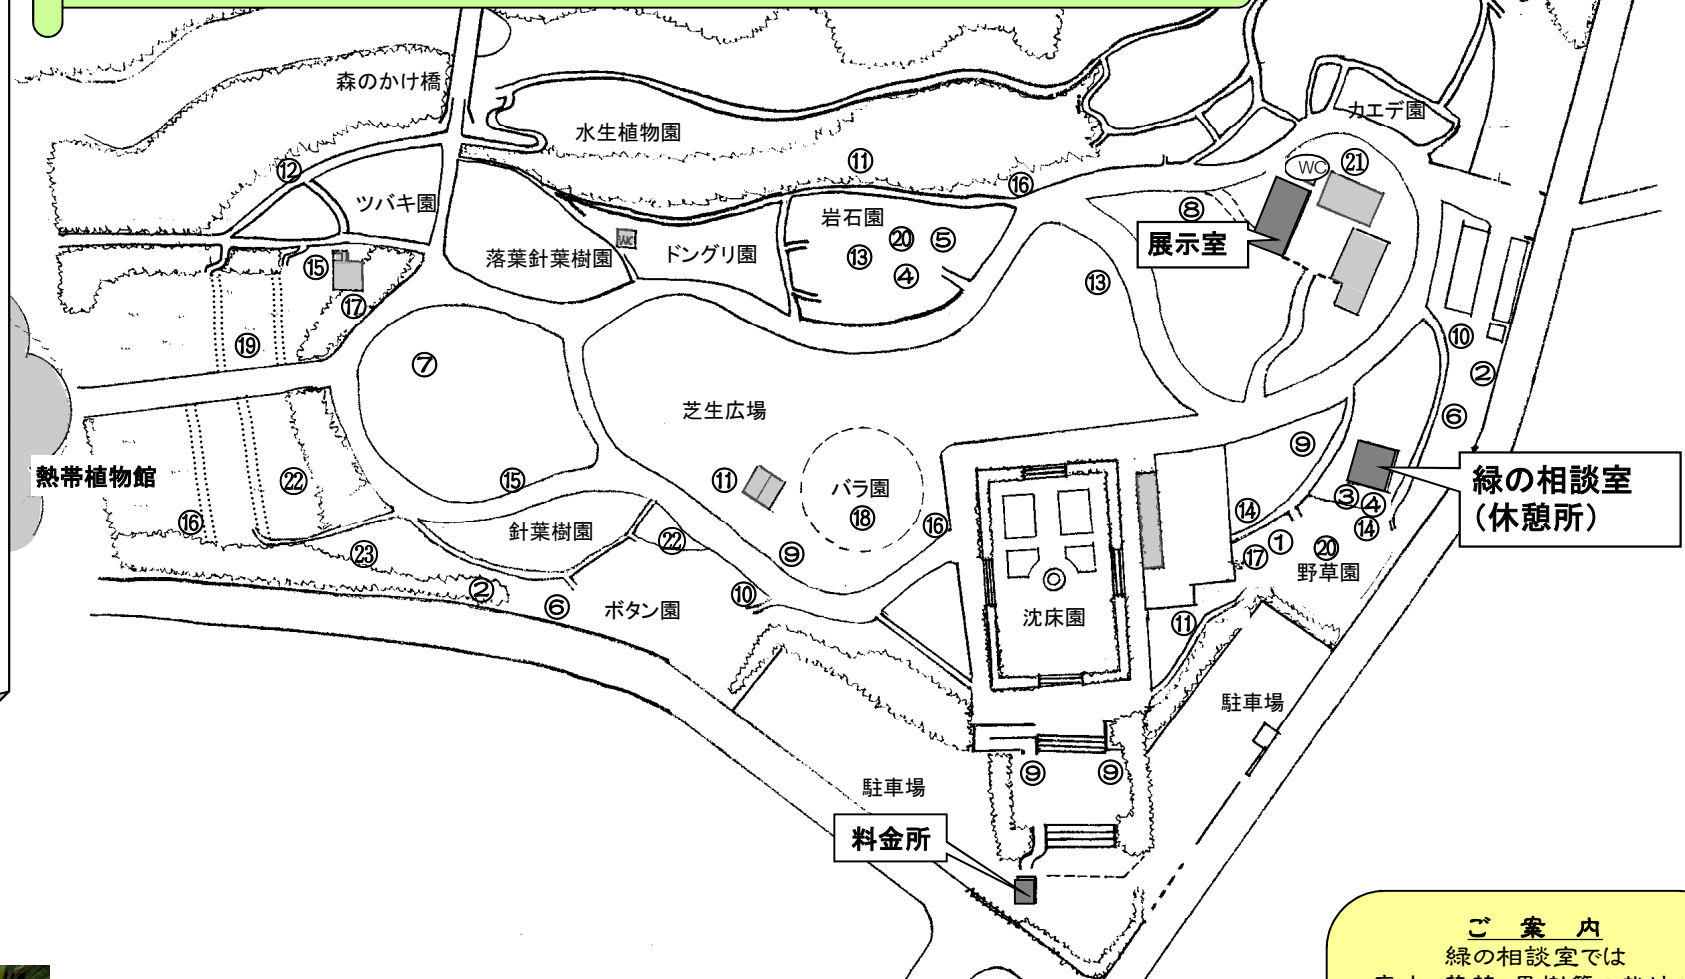 森のかけ橋
カエデ園
水生植物園
⑪
WC
㉑
⑫
⑯
ツバキ園
岩石園
⑧
⑳
⑤
展示室
WC
落葉針葉樹園
ドングリ園
⑬
④
⑮
⑬
⑰
⑲
⑩
⑦
②
芝生広場
⑥
⑨
熱帯植物館
㉒
⑮
⑪
バラ園
緑の相談室
(休憩所)
③
④
⑯
⑱
⑯
⑭
⑭
針葉樹園
㉒
①
⑳
㉓
⑨
⑰
野草園
②
⑥
ボタン園
⑩
沈床園
⑪
駐車場
⑨
⑨
駐車場
料金所
ご 案 内
緑の相談室では